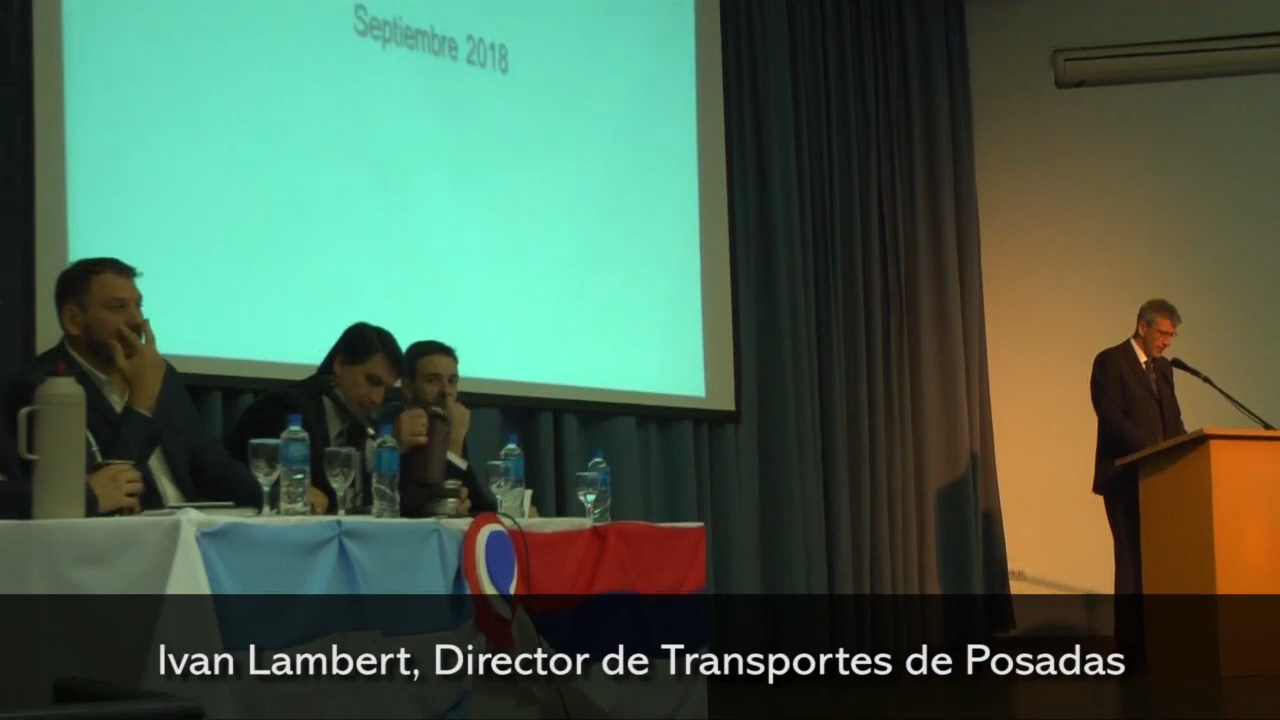 Septiembre 2018
Ivan Lambert, Director de Transportes de Posadas